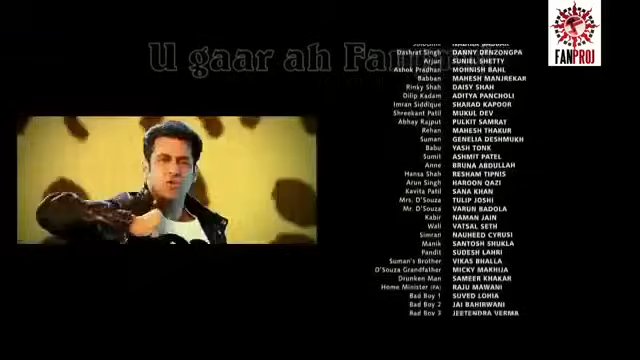 U gaar ah Fan
FANPROJ
Dashrat Singh DANNY DENZONGPA
Arjun SUNIEL SHETTY
Ashok Pradhan MOHNISH BAHL
Babban MAHESH MANJREKAR
Rinky Shah DAISY SHAH
Dilip Kadam ADITYA PANCHOLI
Imran Siddique SHARAD KAPOOR
Shreekant Patil MUKUL DEV
Abhay Rajput PULKIT SAMRAT
Rehan MAHESH THAKUR
Suman GENELIA DESHMUKH
Babu YASH TONK
Sumit ASHMIT PATEL
Anne BRUNA ABDULLAH
Hansa Shah RESHAM TIPNIS
Arun Singh HAROON QAZI
Kavita Patil SANA KHAN
Mrs. D'Souza TULIP JOSHI
Mr. D'Souza VARUN BADOLA
Kabir NAMAN JAIN
Wali VATSAL SETH
Simran NAUHEED CYRUSI
Manik SANTOSH SHUKLA
Pandit SUDESH LAHRI
Suman's Brother VIKAS BHALLA
D'Souza Grandfather MICKY MAKHIJA
Drunken Man SAMEER KHAKAR
Home Minister (PA) RAJU MAWANI
Bad Boy 1 SUVED LOHIA
Bad Boy 2 JAI BAHIRWANI
Bad Boy 3 JEETENDRA VERMA